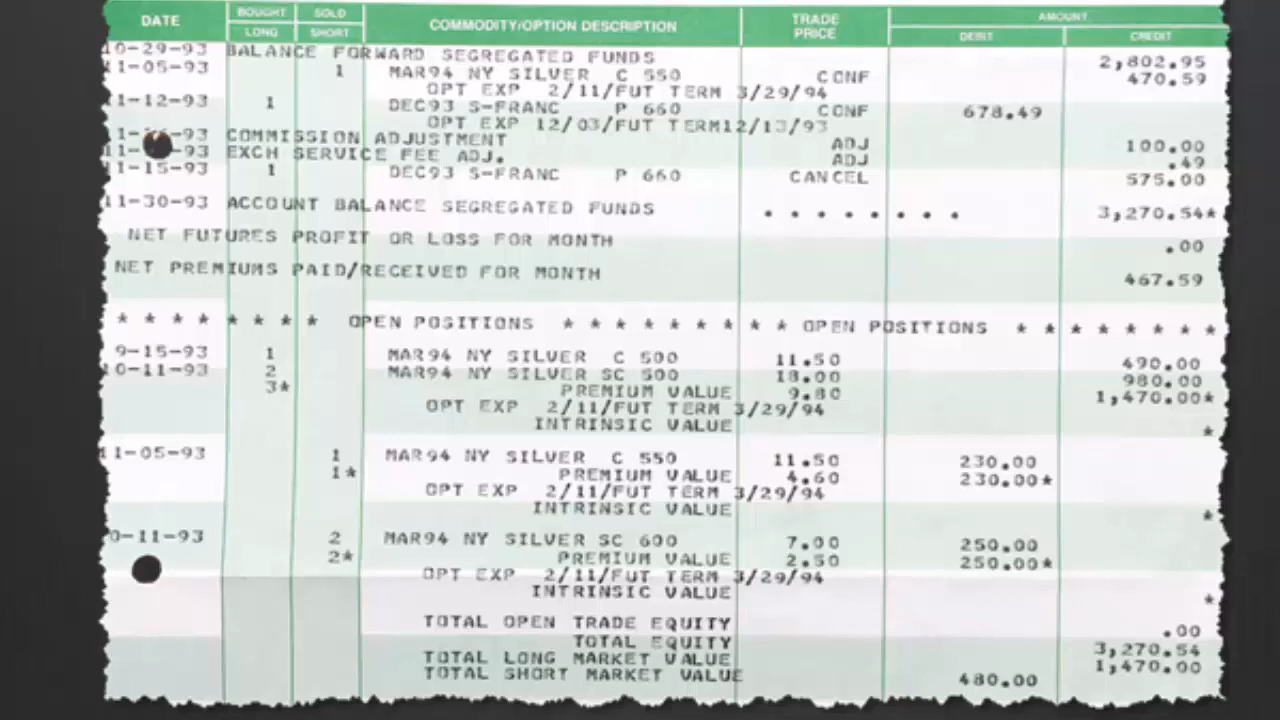 DATE BOUGHT SOLD COMMODITY/OPTION DESCRIPTION TRADE PRICE AMOUNT
LONG SHORT DEBIT CREDIT
10-29-93 BALANCE FORWARD SEGREGATED FUNDS 2,802.95
11-05-93 1 MAR94 NY SILVER C 550 CONF 470.59
OPT EXP 2/11/FUT TERM 3/29/94
11-12-93 1 DEC93 S-FRANC P 660 CONF 678.49
OPT EXP 12/03/FUT TERM12/13/93
11- -93 COMMISSION ADJUSTMENT ADJ 100.00
11- -93 EXCH SERVICE FEE ADJ. ADJ .49
11-15-93 1 DEC93 S-FRANC P 660 CANCEL 575.00
11-30-93 ACCOUNT BALANCE SEGREGATED FUNDS . . . . . . . . 3,270.54*
NET FUTURES PROFIT OR LOSS FOR MONTH .00
NET PREMIUMS PAID/RECEIVED FOR MONTH 467.59
* * * * * * * * OPEN POSITIONS * * * * * * * * * OPEN POSITIONS * * * * * * * *
9-15-93 1 MAR94 NY SILVER C 500 11.50 490.00
10-11-93 2 MAR94 NY SILVER SC 500 18.00 980.00
3* PREMIUM VALUE 9.80 1,470.00*
OPT EXP 2/11/FUT TERM 3/29/94
INTRINSIC VALUE *
11-05-93 1 MAR94 NY SILVER C 550 11.50 230.00
1* PREMIUM VALUE 4.60 230.00*
OPT EXP 2/11/FUT TERM 3/29/94
INTRINSIC VALUE *
0-11-93 2 MAR94 NY SILVER SC 600 7.00 250.00
2* PREMIUM VALUE 2.50 250.00*
OPT EXP 2/11/FUT TERM 3/29/94
INTRINSIC VALUE *
TOTAL OPEN TRADE EQUITY .00
TOTAL EQUITY 3,270.54
TOTAL LONG MARKET VALUE 1,470.00
TOTAL SHORT MARKET VALUE 480.00